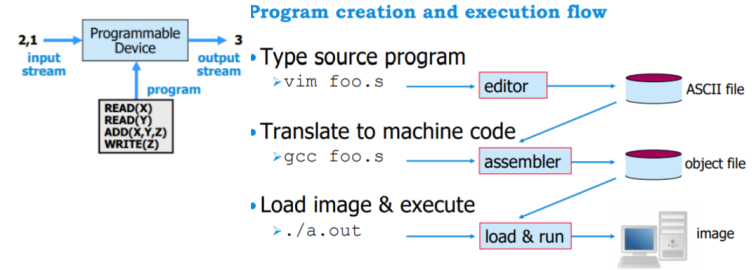 Programmable
Device
2,1
3
input
stream
output
stream
program
READ(X)
READ(Y)
ADD(X,Y,Z)
WRITE(Z)
Program creation and execution flow
• Type source program
➢vim foo.s
editor
ASCII file
• Translate to machine code
➢gcc foo.s
assembler
object file
• Load image & execute
➢./a.out
load & run
image